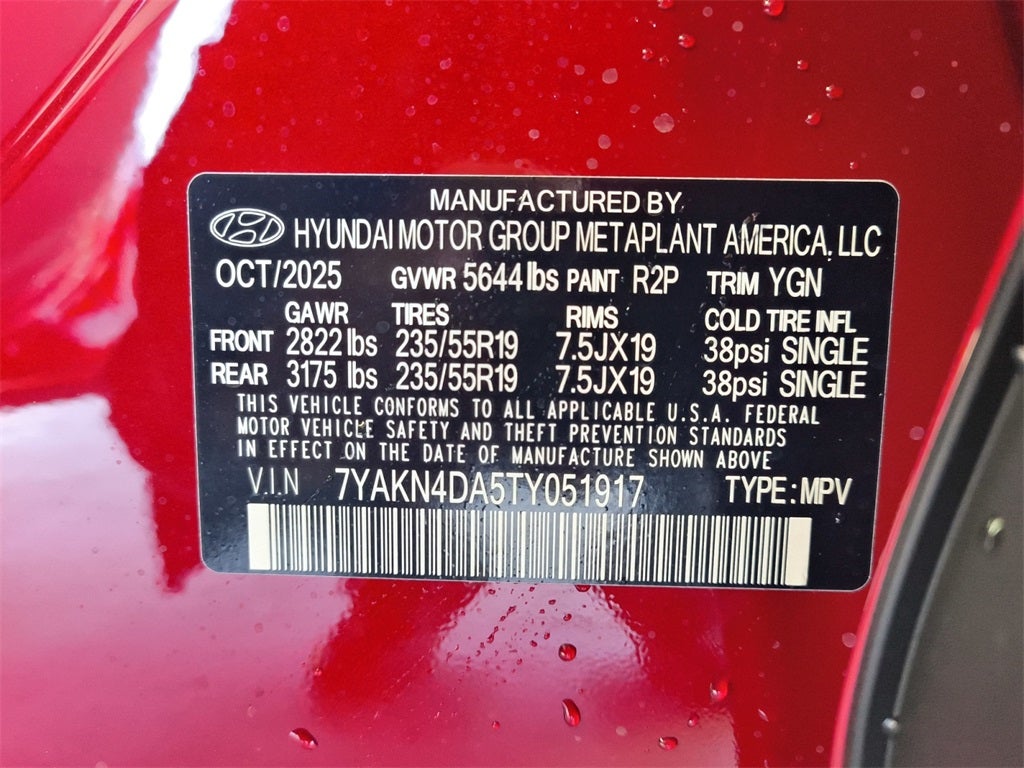 MANUFACTURED BY
HYUNDAI MOTOR GROUP METAPLANT AMERICA, LLC
OCT/2025 GVWR 5644 lbs PAINT R2P TRIM YGN
GAWR TIRES RIMS COLD TIRE INFL
FRONT 2822 lbs 235/55R19 7.5JX19 38psi SINGLE
REAR 3175 lbs 235/55R19 7.5JX19 38psi SINGLE
THIS VEHICLE CONFORMS TO ALL APPLICABLE U.S.A. FEDERAL
MOTOR VEHICLE SAFETY AND THEFT PREVENTION STANDARDS
IN EFFECT ON THE DATE OF MANUFACTURE SHOWN ABOVE
V.I.N 7YAKN4DA5TY051917 TYPE: MPV